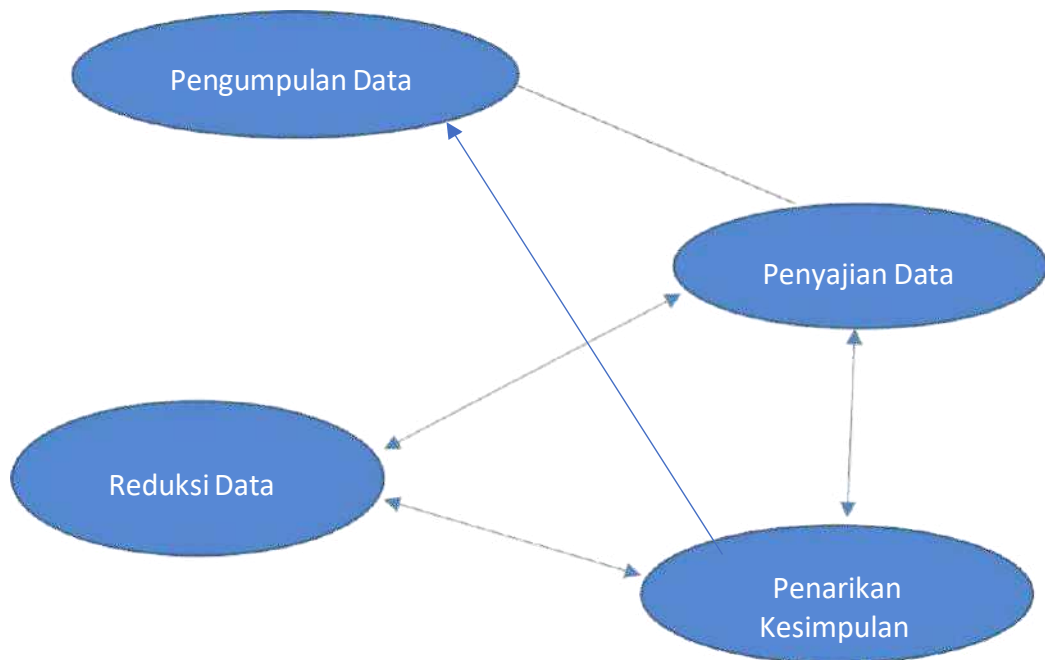 Pengumpulan Data
Penyajian Data
Reduksi Data
Penarikan
Kesimpulan